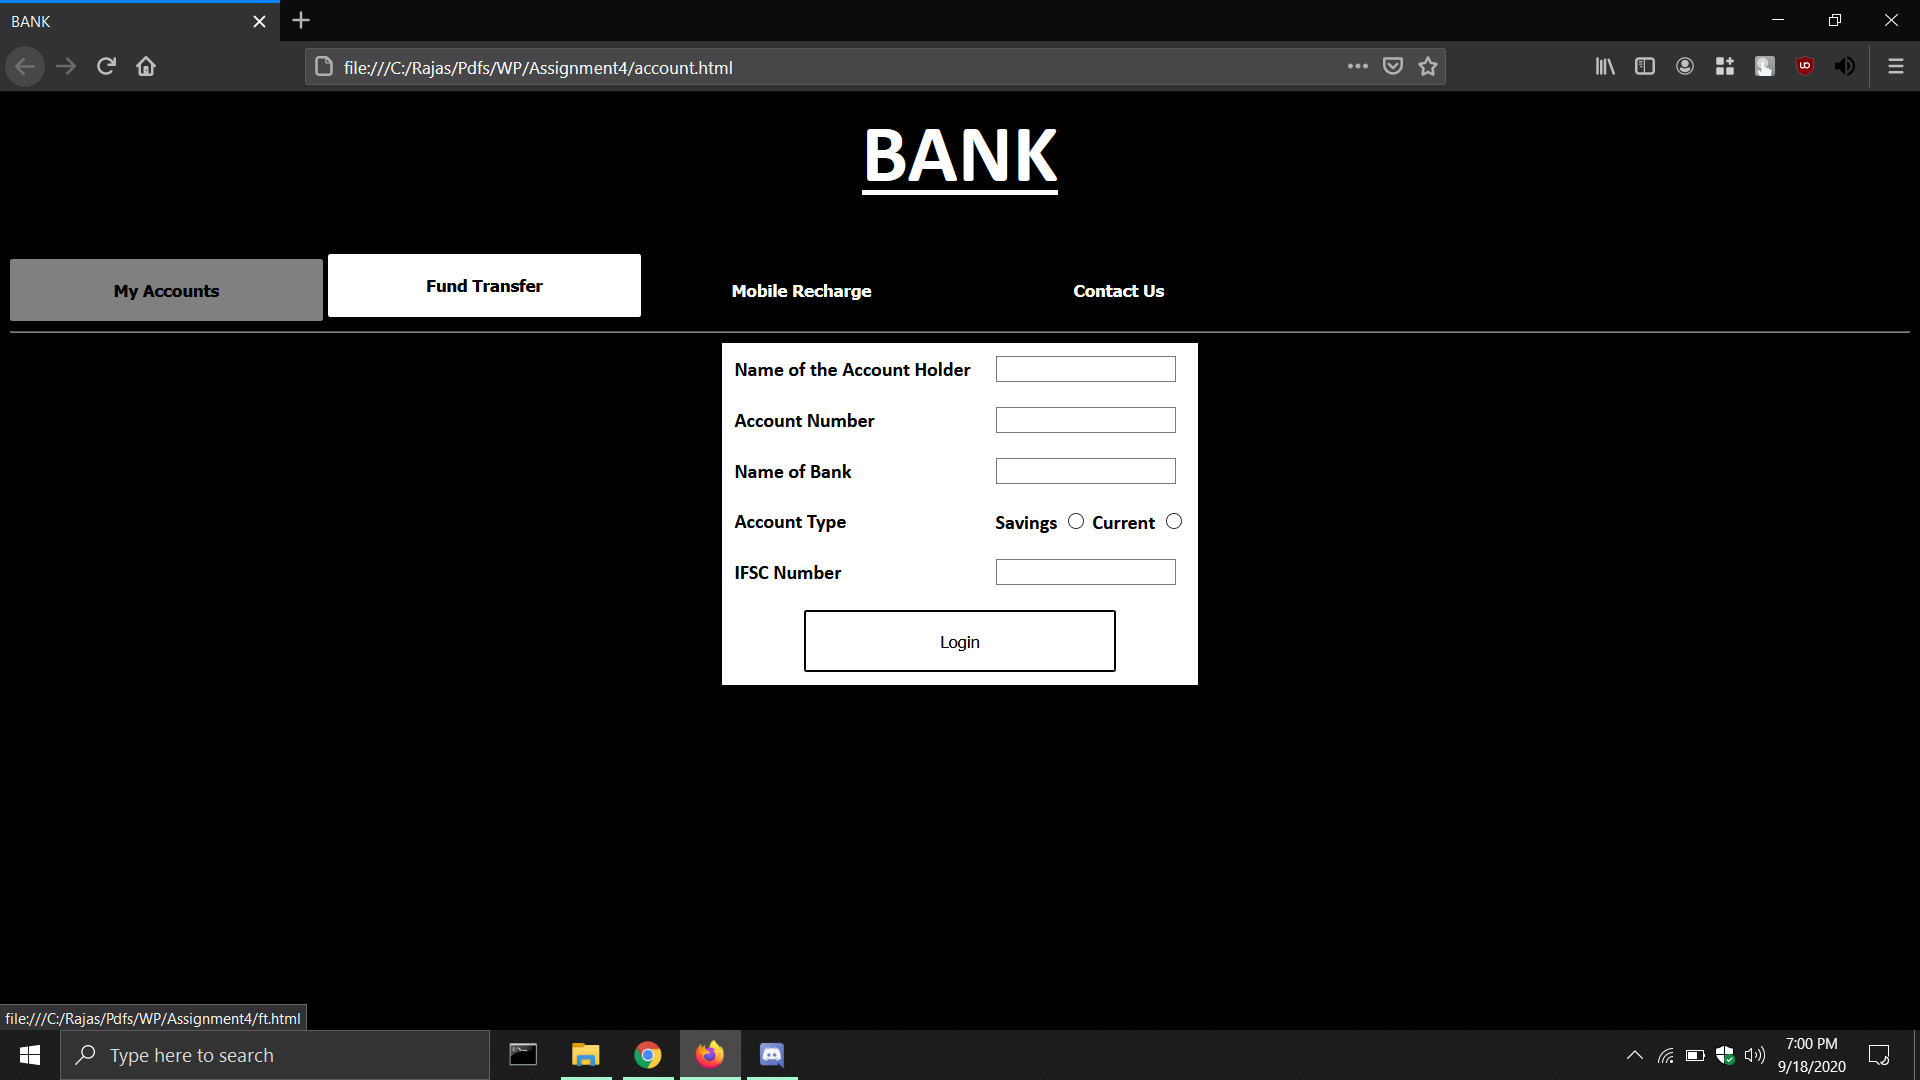 BANK
file:///C:/Rajas/Pdfs/WP/Assignment4/account.html
BANK
My Accounts
Fund Transfer
Mobile Recharge
Contact Us
Name of the Account Holder
Account Number
Name of Bank
Account Type Savings Current
IFSC Number
Login
file:///C:/Rajas/Pdfs/WP/Assignment4/ft.html
Type here to search
7:00 PM
9/18/2020